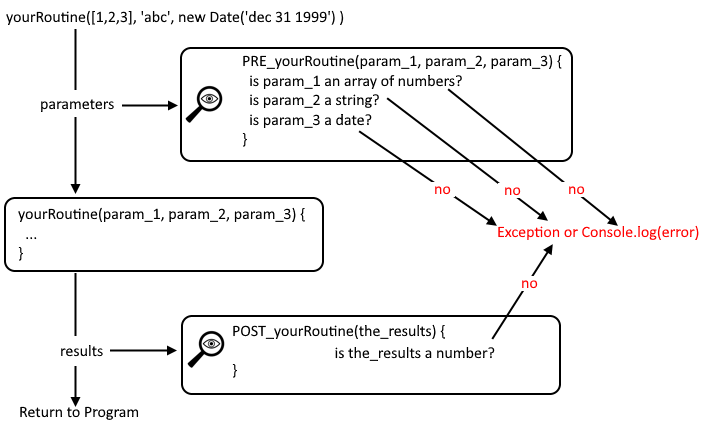 yourRoutine([1,2,3], 'abc', new Date('dec 31 1999') )
PRE_yourRoutine(param_1, param_2, param_3) {
is param_1 an array of numbers?
is param_2 a string?
is param_3 a date?
}
parameters
no
no
no
yourRoutine(param_1, param_2, param_3) {
...
}
Exception or Console.log(error)
no
POST_yourRoutine(the_results) {
is the_results a number?
}
results
Return to Program